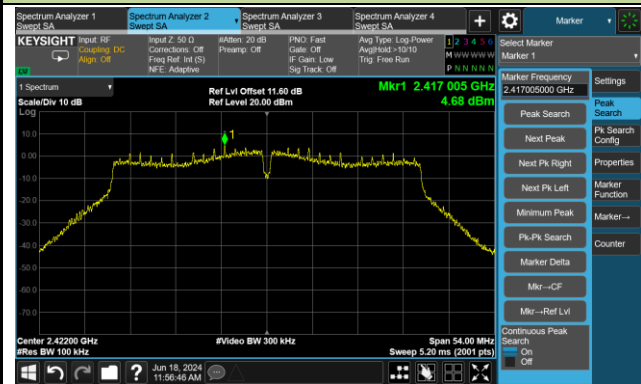 Spectrum Analyzer 1
Swept SA
Spectrum Analyzer 2
Swept SA
Spectrum Analyzer 3
Swept SA
Spectrum Analyzer 4
Swept SA
Marker
KEYSIGHT
Input: RF
Coupling: DC
Align: Off
Input Z: 50 Ω
Corrections: Off
Freq Ref: Int (S)
NFE: Adaptive
#Atten: 20 dB
Preamp: Off
PNO: Fast
Gate: Off
IF Gain: Low
Sig Track: Off
Avg Type: Log-Power
Avg|Hold:>10/10
Trig: Free Run
1 2 3 4 5 6
M W W W W W
P N N N N N
Select Marker
Marker 1
LXI
1 Spectrum
Scale/Div 10 dB
Log
Ref Lvl Offset 11.60 dB
Ref Level 20.00 dBm
Mkr1 2.417 005 GHz
4.68 dBm
1
10.0
0.00
-10.0
-20.0
-30.0
-40.0
-50.0
-60.0
-70.0
Center 2.42200 GHz
#Res BW 100 kHz
#Video BW 300 kHz
Span 54.00 MHz
Sweep 5.20 ms (2001 pts)
Marker Frequency
2.417005000 GHz
Peak Search
Next Peak
Next Pk Right
Next Pk Left
Minimum Peak
Pk-Pk Search
Marker Delta
Mkr→CF
Mkr→Ref Lvl
Continuous Peak
Search
On
Off
Settings
Peak
Search
Pk Search
Config
Properties
Marker
Function
Marker→
Counter
Jun 18, 2024
11:56:46 AM